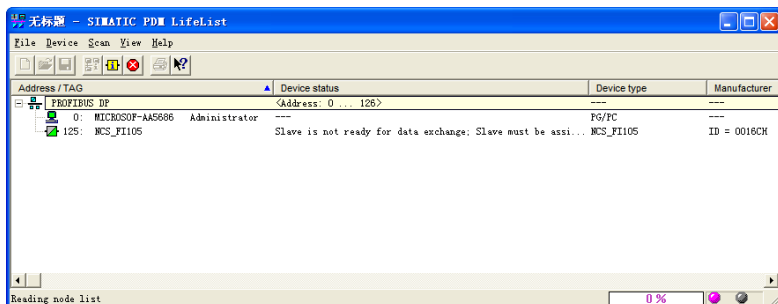 无标题 - SIMATIC PDM LifeList
File Device Scan View Help
Address / TAG Device status Device type Manufacturer
PROFIBUS DP <Address: 0 ... 126> --- ---
0: MICROSOF-AA5686 Administrator --- PG/PC ---
125: NCS_FI105 Slave is not ready for data exchange; Slave must be assi... NCS_FI105 ID = 0016CH
Reading node list 0 %